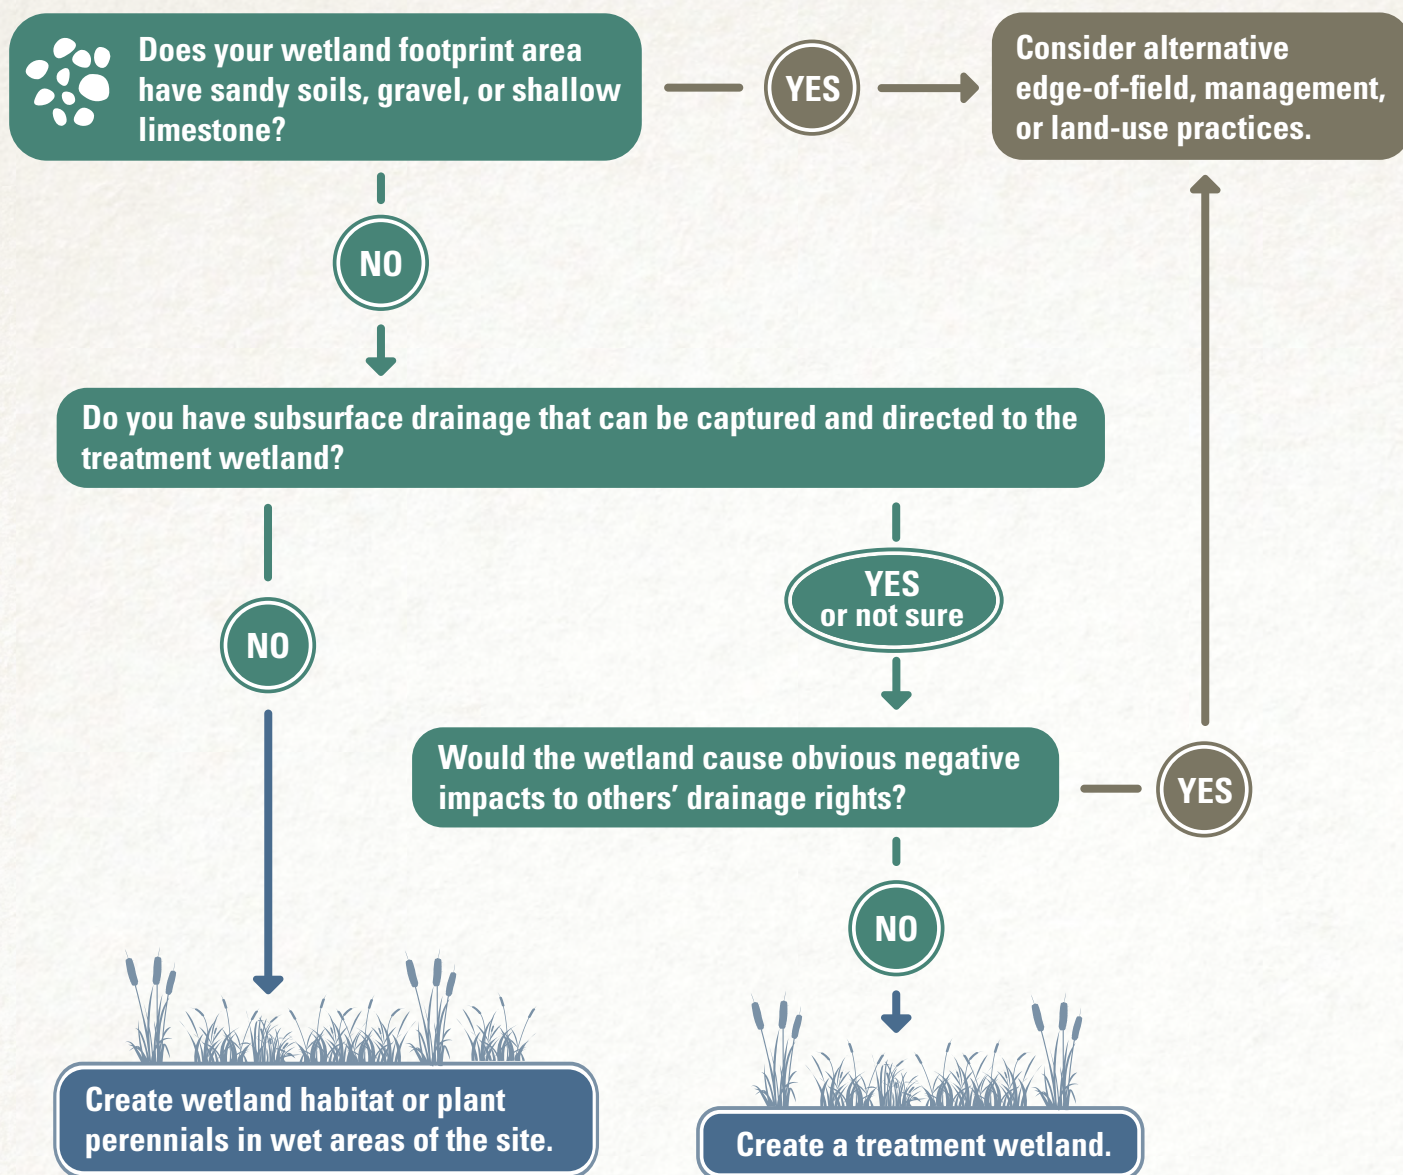 Does your wetland footprint area
have sandy soils, gravel, or shallow
limestone?
YES
Consider alternative
edge-of-field, management,
or land-use practices.
NO
Do you have subsurface drainage that can be captured and directed to the
treatment wetland?
NO
YES
or not sure
Would the wetland cause obvious negative
impacts to others’ drainage rights?
YES
NO
Create wetland habitat or plant
perennials in wet areas of the site.
Create a treatment wetland.